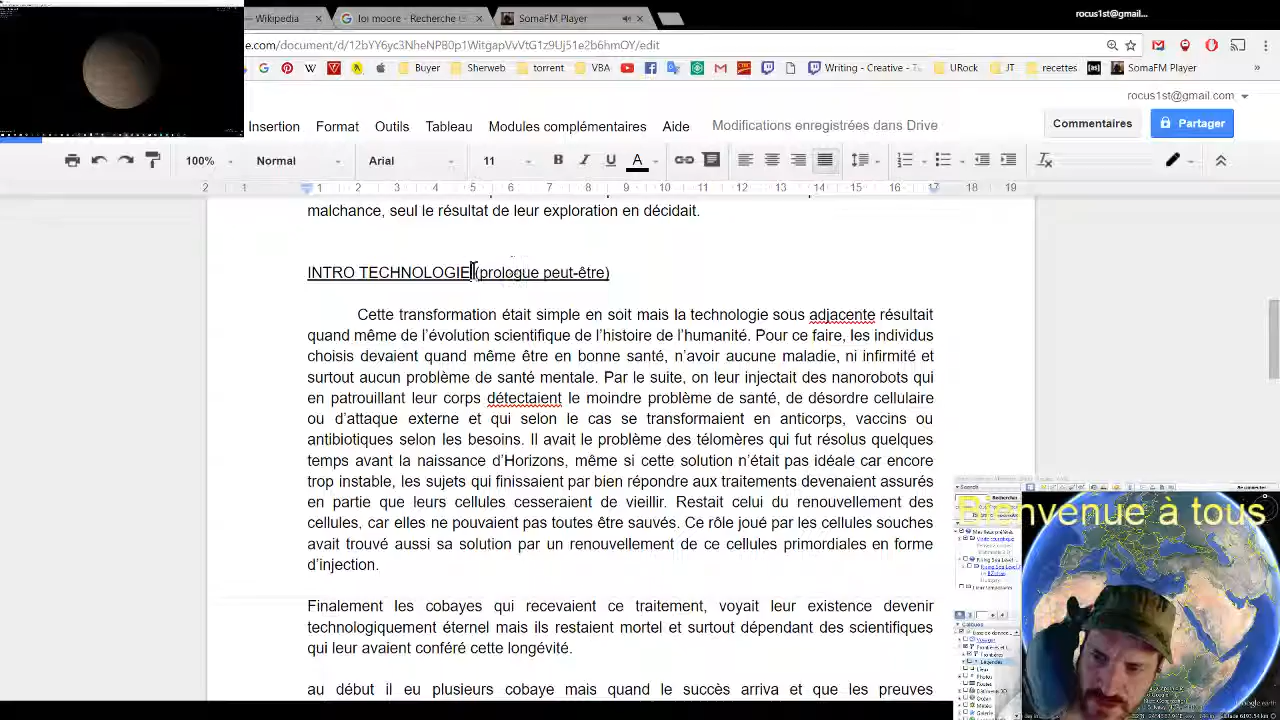 Wikipedia
loi moore - Recherche
SomaFM Player
rocus1st@gmail...
e.com/document/d/12bYY6yc3NheNPB0p1WitgapVvVtG1z9Uj51e2b6hmOY/edit
Buyer
Sherweb
torrent
VBA
Writing - Creative - T
URock
JT
recettes
[as]
SomaFM Player
»
rocus1st@gmail.com
Insertion Format Outils Tableau Modules complémentaires Aide Modifications enregistrées dans Drive
Commentaires
Partager
100% Normal Arial 11 B I U A
2 1 1 2 3 4 5 6 7 8 9 10 11 12 13 14 15 16 17 18 19
malchance, seul le résultat de leur exploration en décidait.
INTRO TECHNOLOGIE (prologue peut-être)
Cette transformation était simple en soit mais la technologie sous adjacente résultait
quand même de l'évolution scientifique de l'histoire de l'humanité. Pour ce faire, les individus
choisis devaient quand même être en bonne santé, n'avoir aucune maladie, ni infirmité et
surtout aucun problème de santé mentale. Par le suite, on leur injectait des nanorobots qui
en patrouillant leur corps détectaient le moindre problème de santé, de désordre cellulaire
ou d'attaque externe et qui selon le cas se transformaient en anticorps, vaccins ou
antibiotiques selon les besoins. Il avait le problème des télomères qui fut résolus quelques
temps avant la naissance d'Horizons, même si cette solution n'était pas idéale car encore
trop instable, les sujets qui finissaient par bien répondre aux traitements devenaient assurés
en partie que leurs cellules cesseraient de vieillir. Restait celui du renouvellement des
cellules, car elles ne pouvaient pas toutes être sauvés. Ce rôle joué par les cellules souches
avait trouvé aussi sa solution par le renouvellement de ces cellules primordiales en forme
d'injection.
Finalement les cobayes qui recevaient ce traitement, voyait leur existence devenir
technologiquement éternel mais ils restaient mortel et surtout dépendant des scientifiques
qui leur avaient conféré cette longévité.
au début il eu plusieurs cobaye mais quand le succès arriva et que les preuves
Bienvenue à tous